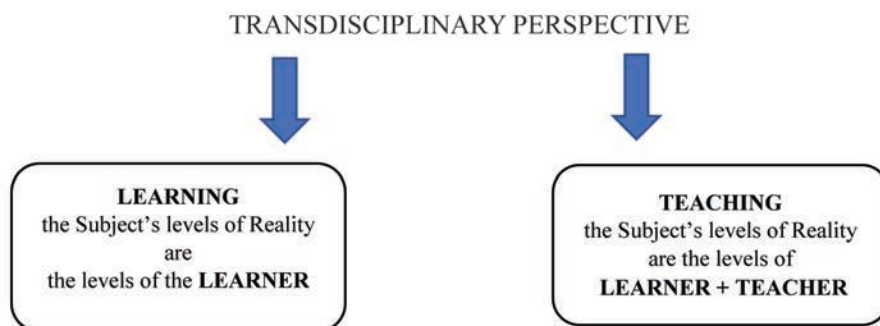 TRANSDISCIPLINARY PERSPECTIVE
LEARNING
the Subject’s levels of Reality
are
the levels of the LEARNER
TEACHING
the Subject’s levels of Reality
are the levels of
LEARNER + TEACHER